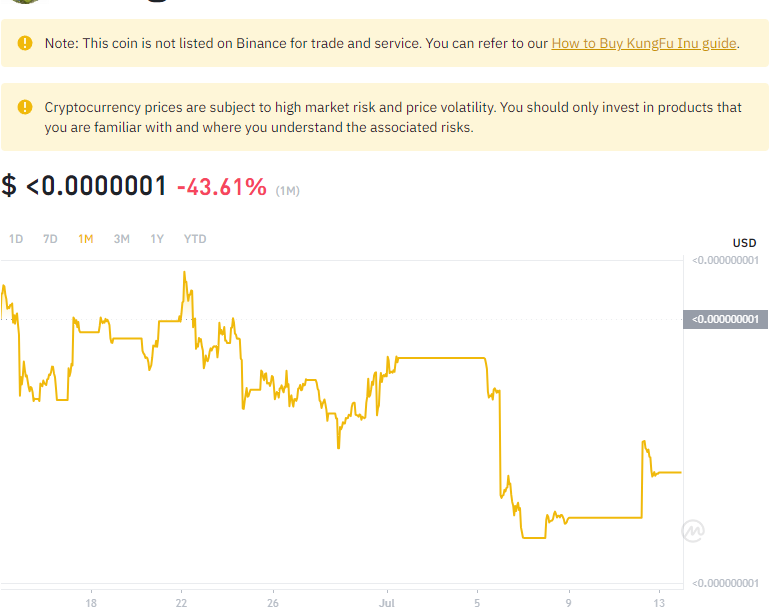 Note: This coin is not listed on Binance for trade and service. You can refer to our How to Buy KungFu Inu guide.
Cryptocurrency prices are subject to high market risk and price volatility. You should only invest in products that
you are familiar with and where you understand the associated risks.
$ <0.0000001 -43.61% (1M)
1D 7D 1M 3M 1Y YTD
USD
<0.000000001
<0.000000001
<0.000000001
18 22 26 Jul 5 9 13